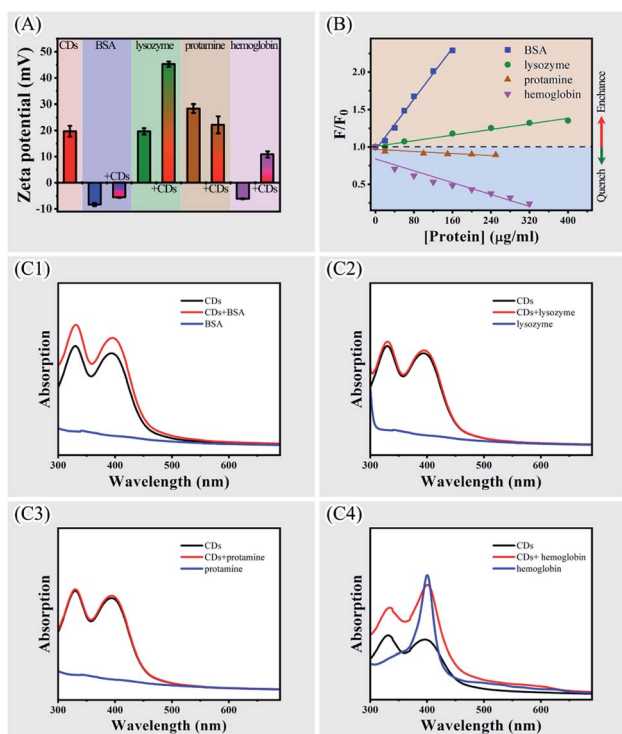 (A)
CDs BSA lysozyme protamine hemoglobin
Zeta potential (mV)
50
40
30
20
10
0
-10
+CDs
+CDs
+CDs
+CDs
(B)
BSA
lysozyme
protamine
hemoglobin
F/F0
2.0
1.5
1.0
0.5
0 80 160 240 320 400
[Protein] (μg/ml)
Enchance
Quench
(C1)
CDs
CDs+BSA
BSA
Absorption
300 400 500 600
Wavelength (nm)
(C2)
CDs
CDs+lysozyme
lysozyme
Absorption
300 400 500 600
Wavelength (nm)
(C3)
CDs
CDs+protamine
protamine
Absorption
300 400 500 600
Wavelength (nm)
(C4)
CDs
CDs+ hemoglobin
hemoglobin
Absorption
300 400 500 600
Wavelength (nm)